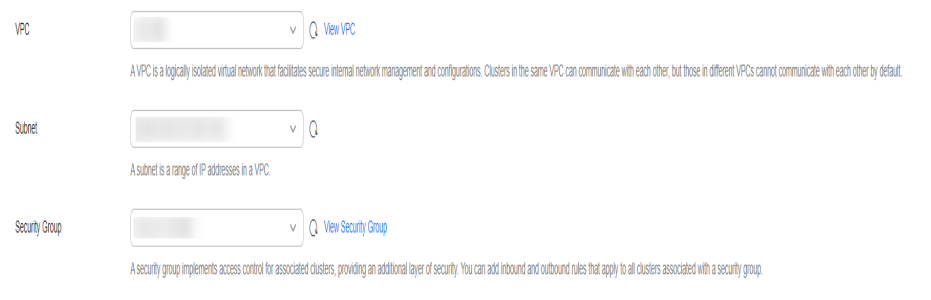 VPC
View VPC
A VPC is a logically isolated virtual network that facilitates secure internal network management and configurations. Clusters in the same VPC can communicate with each other, but those in different VPCs cannot communicate with each other by default.
Subnet
A subnet is a range of IP addresses in a VPC.
Security Group
View Security Group
A security group implements access control for associated clusters, providing an additional layer of security. You can add inbound and outbound rules that apply to all clusters associated with a security group.